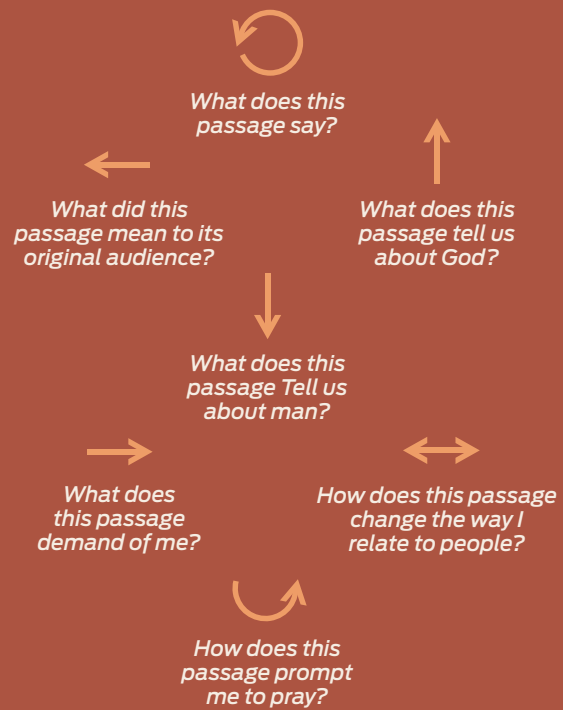 What does this
passage say?
What did this
passage mean to its
original audience?
What does this
passage tell us
about God?
What does this
passage Tell us
about man?
What does
this passage
demand of me?
How does this passage
change the way I
relate to people?
How does this
passage prompt
me to pray?